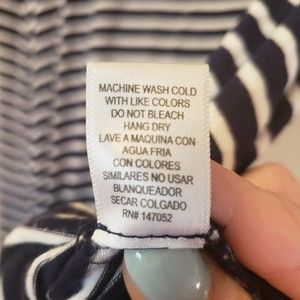 MACHINE WASH COLD
WITH LIKE COLORS
DO NOT BLEACH
HANG DRY
LAVE A MAQUINA CON
AGUA FRIA
CON COLORES
SIMILARES NO USAR
BLANQUEADOR
SECAR COLGADO
RN# 147052